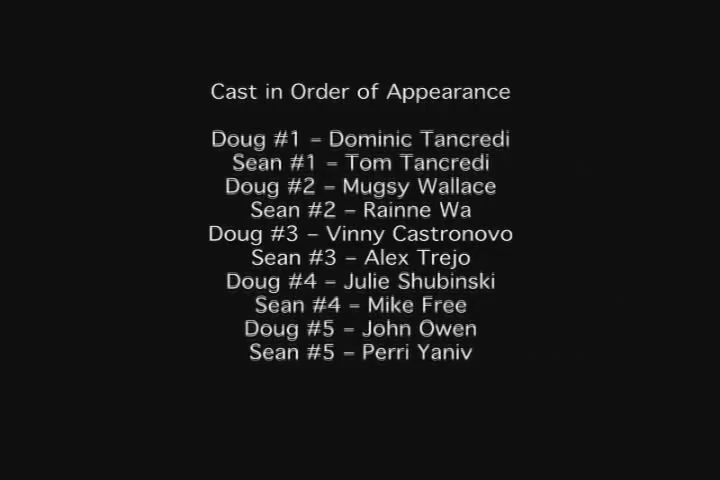 Cast in Order of Appearance
Doug #1 – Dominic Tancredi
Sean #1 – Tom Tancredi
Doug #2 – Mugsy Wallace
Sean #2 – Rainne Wa
Doug #3 – Vinny Castronovo
Sean #3 – Alex Trejo
Doug #4 – Julie Shubinski
Sean #4 – Mike Free
Doug #5 – John Owen
Sean #5 – Perri Yaniv